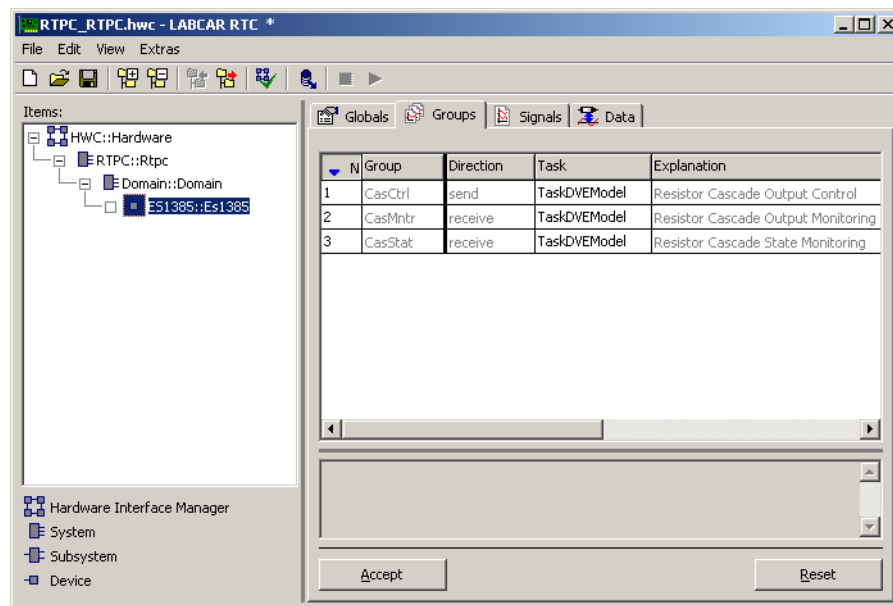 RTPC_RTPC.hwc - LABCAR RTC *
File Edit View Extras
Items:
HWC::Hardware
RTPC::Rtpc
Domain::Domain
ES1385::Es1385
Hardware Interface Manager
System
Subsystem
Device
Globals Groups Signals Data
N Group Direction Task Explanation
1 CasCtrl send TaskDVEModel Resistor Cascade Output Control
2 CasMntr receive TaskDVEModel Resistor Cascade Output Monitoring
3 CasStat receive TaskDVEModel Resistor Cascade State Monitoring
Accept Reset